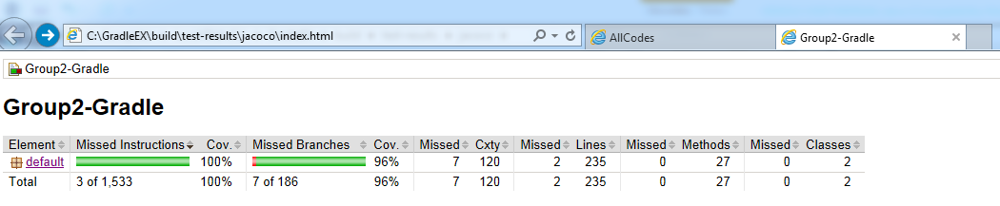 C:\GradleEX\build\test-results\jacoco\index.html AllCodes Group2-Gradle
Group2-Gradle
Group2-Gradle
Element Missed Instructions Cov. Missed Branches Cov. Missed Cxty Missed Lines Missed Methods Missed Classes
default 100% 96% 7 120 2 235 0 27 0 2
Total 3 of 1,533 100% 7 of 186 96% 7 120 2 235 0 27 0 2